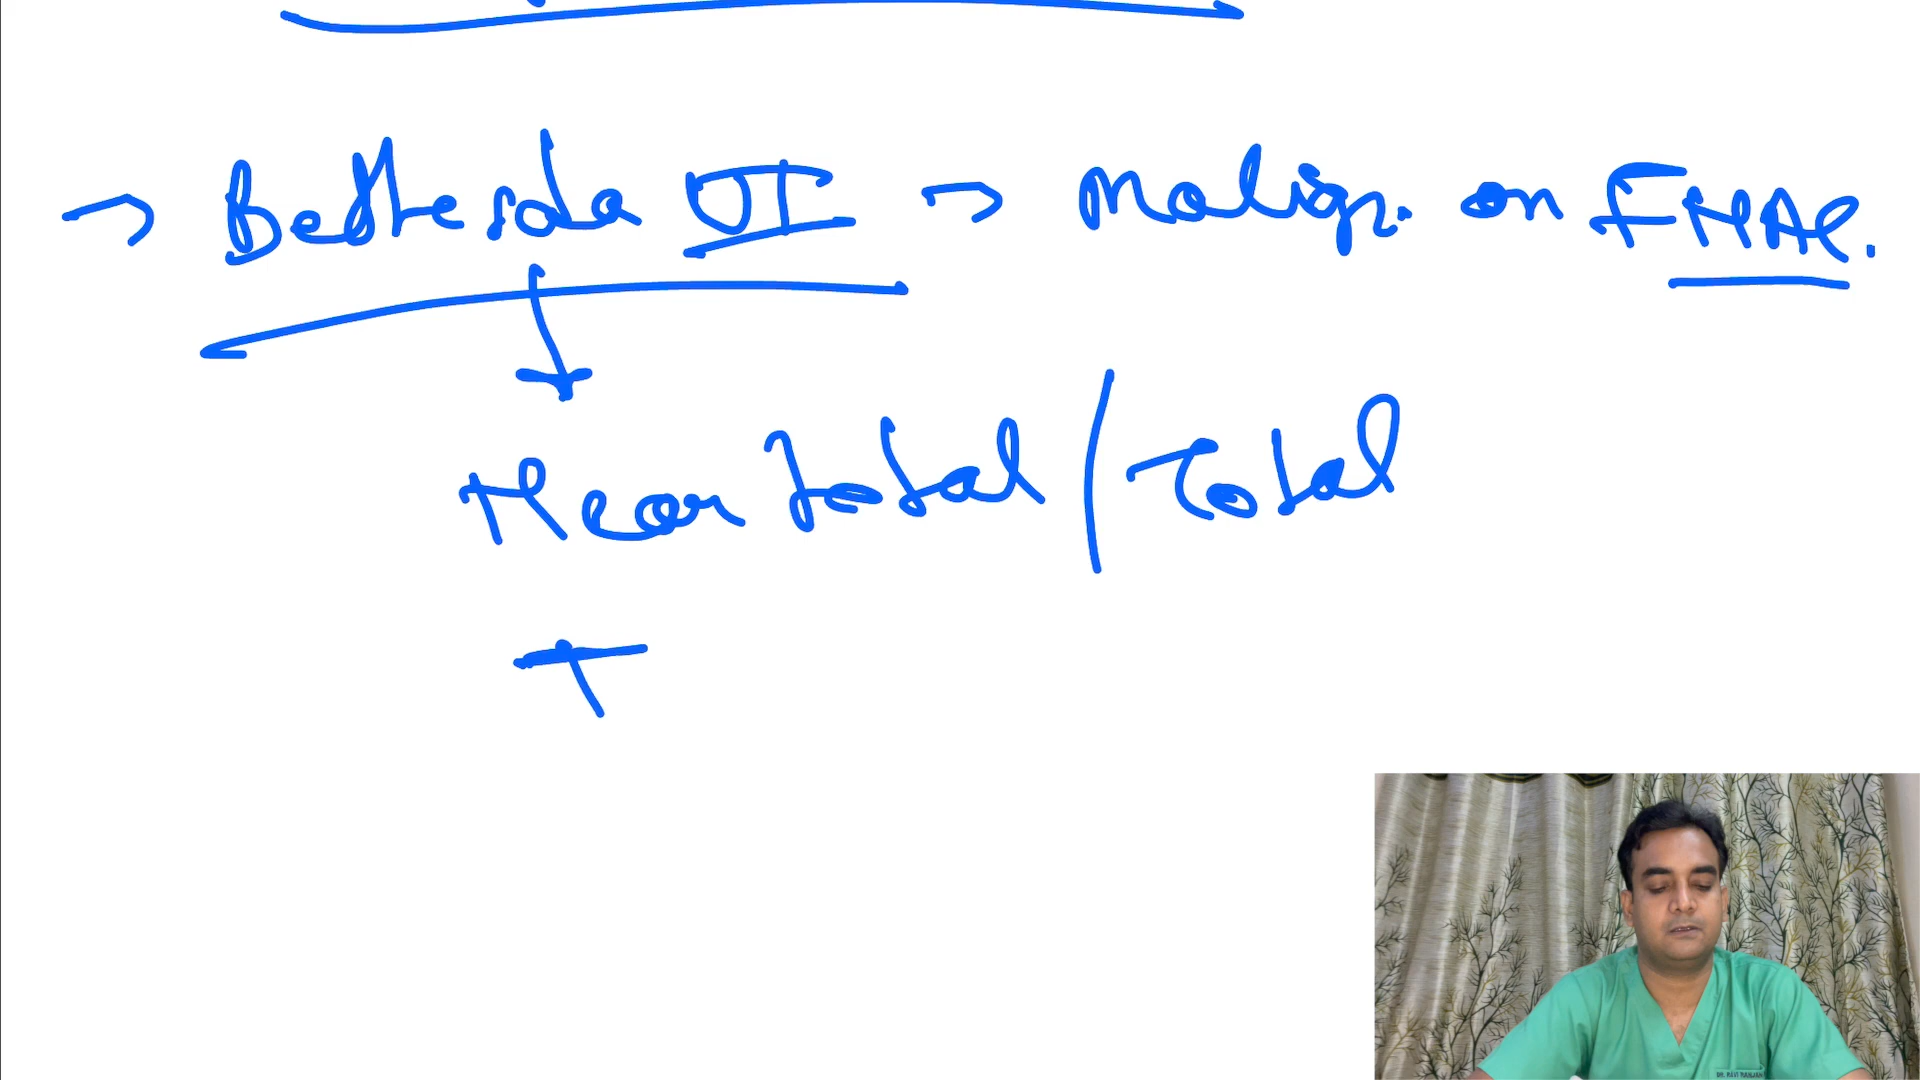 → Bethesda VI → Malign. on FNAC.
Near total / Total
T